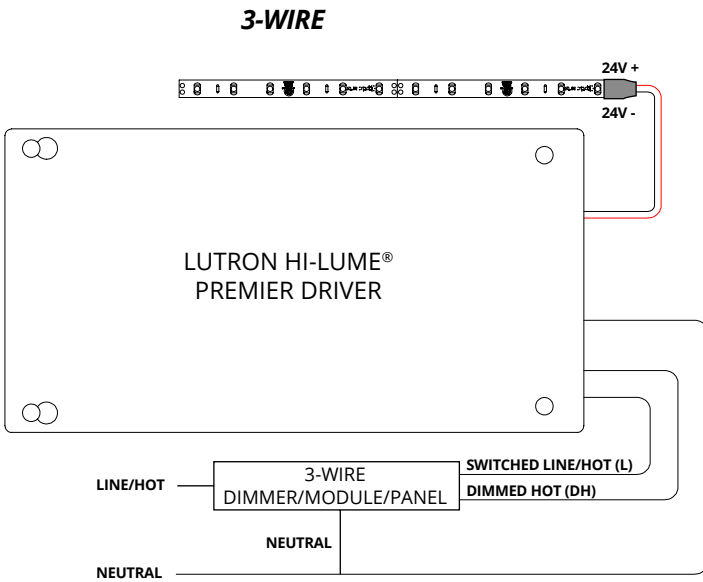 3-WIRE
24V +
24V -
LUTRON HI-LUME®
PREMIER DRIVER
LINE/HOT
3-WIRE
DIMMER/MODULE/PANEL
SWITCHED LINE/HOT (L)
DIMMED HOT (DH)
NEUTRAL
NEUTRAL